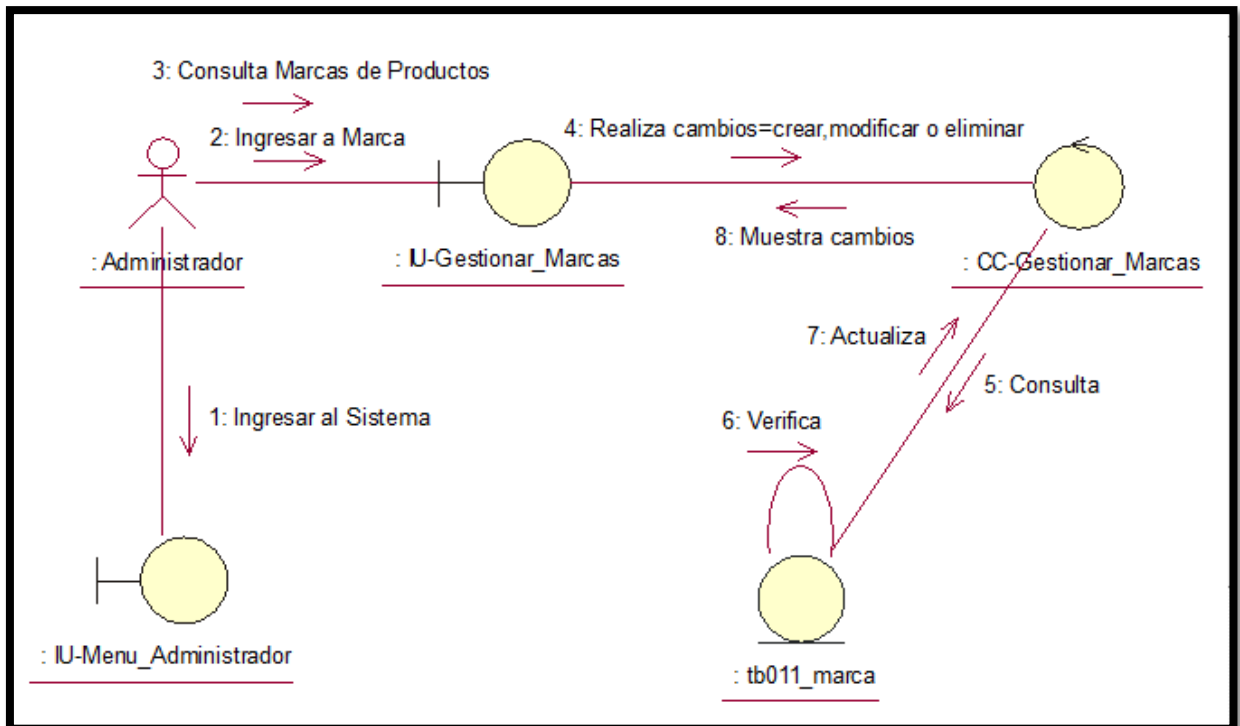 3: Consulta Marcas de Productos
2: Ingresar a Marca
4: Realiza cambios=crear,modificar o eliminar
8: Muestra cambios
: Administrador
: IU-Gestionar_Marcas
: CC-Gestionar_Marcas
7: Actualiza
5: Consulta
1: Ingresar al Sistema
6: Verifica
: IU-Menu_Administrador
: tb011_marca